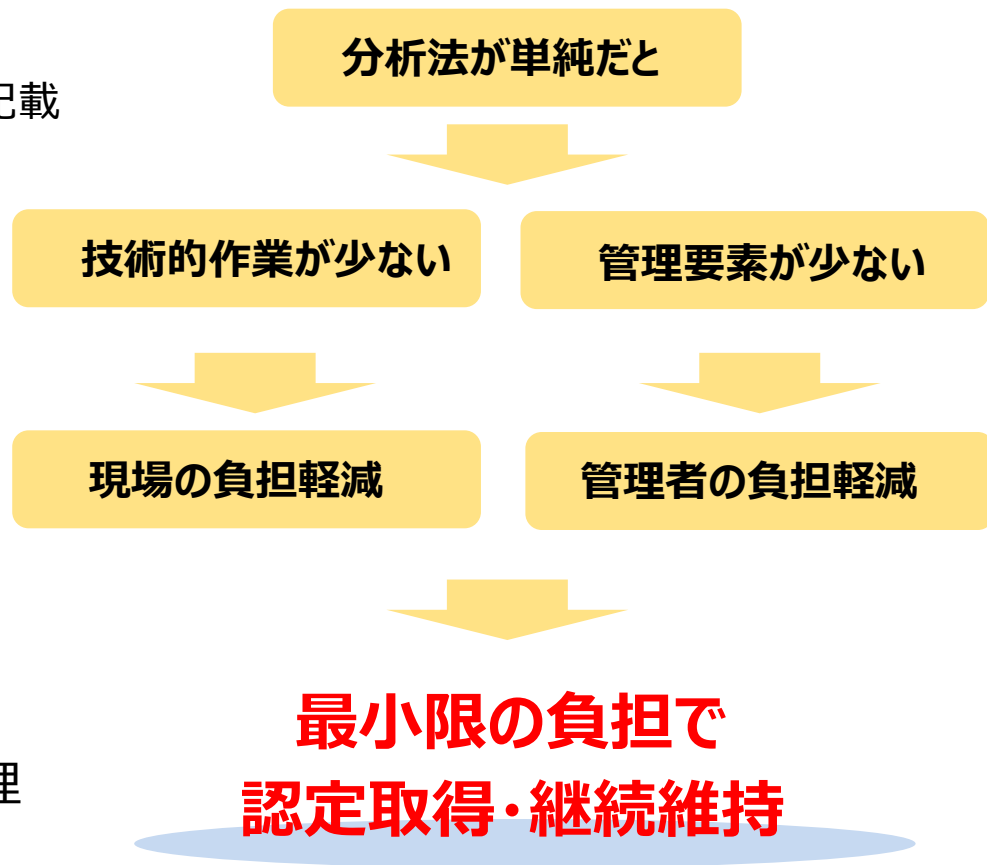 分析法が単純だと
記載
技術的作業が少ない
管理要素が少ない
現場の負担軽減
管理者の負担軽減
最小限の負担で
理
認定取得・継続維持